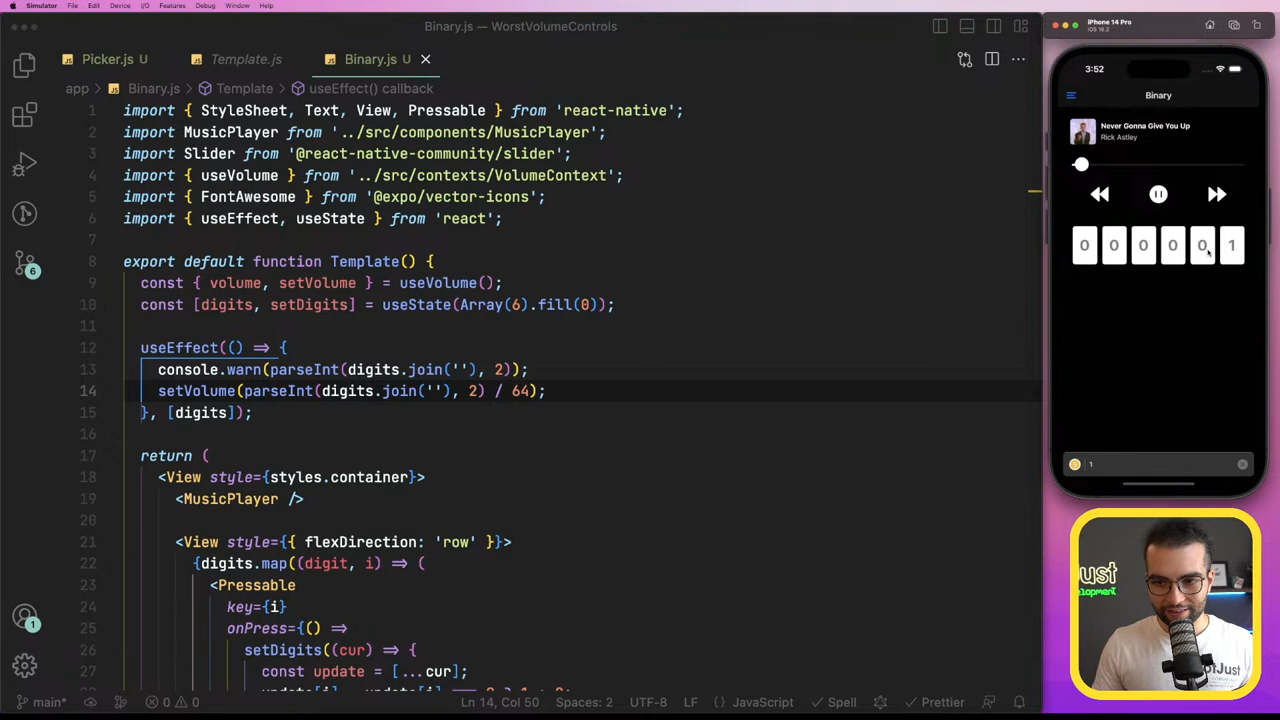 Simulator File Edit Device I/O Features Debug Window Help
Binary.js — WorstVolumeControls
Picker.js U
Template.js
Binary.js U
app > Binary.js > Template > useEffect() callback
1 import { StyleSheet, Text, View, Pressable } from 'react-native';
2 import MusicPlayer from '../src/components/MusicPlayer';
3 import Slider from '@react-native-community/slider';
4 import { useVolume } from '../src/contexts/VolumeContext';
5 import { FontAwesome } from '@expo/vector-icons';
6 import { useEffect, useState } from 'react';
7
8 export default function Template() {
9 const { volume, setVolume } = useVolume();
10 const [digits, setDigits] = useState(Array(6).fill(0));
11
12 useEffect(() => {
13 console.warn(parseInt(digits.join(''), 2));
14 setVolume(parseInt(digits.join(''), 2) / 64);
15 }, [digits]);
16
17 return (
18 <View style={styles.container}>
19 <MusicPlayer />
20
21 <View style={{ flexDirection: 'row' }}>
22 {digits.map((digit, i) => (
23 <Pressable
24 key={i}
25 onPress={() =>
26 setDigits((cur) => {
27 const update = [...cur];
6
1
main*
0 0
Ln 14, Col 50 Spaces: 2 UTF-8 LF {} JavaScript Spell Prettier
iPhone 14 Pro
iOS 16.2
3:52
Binary
Never Gonna Give You Up
Rick Astley
0 0 0 0 0 1
1